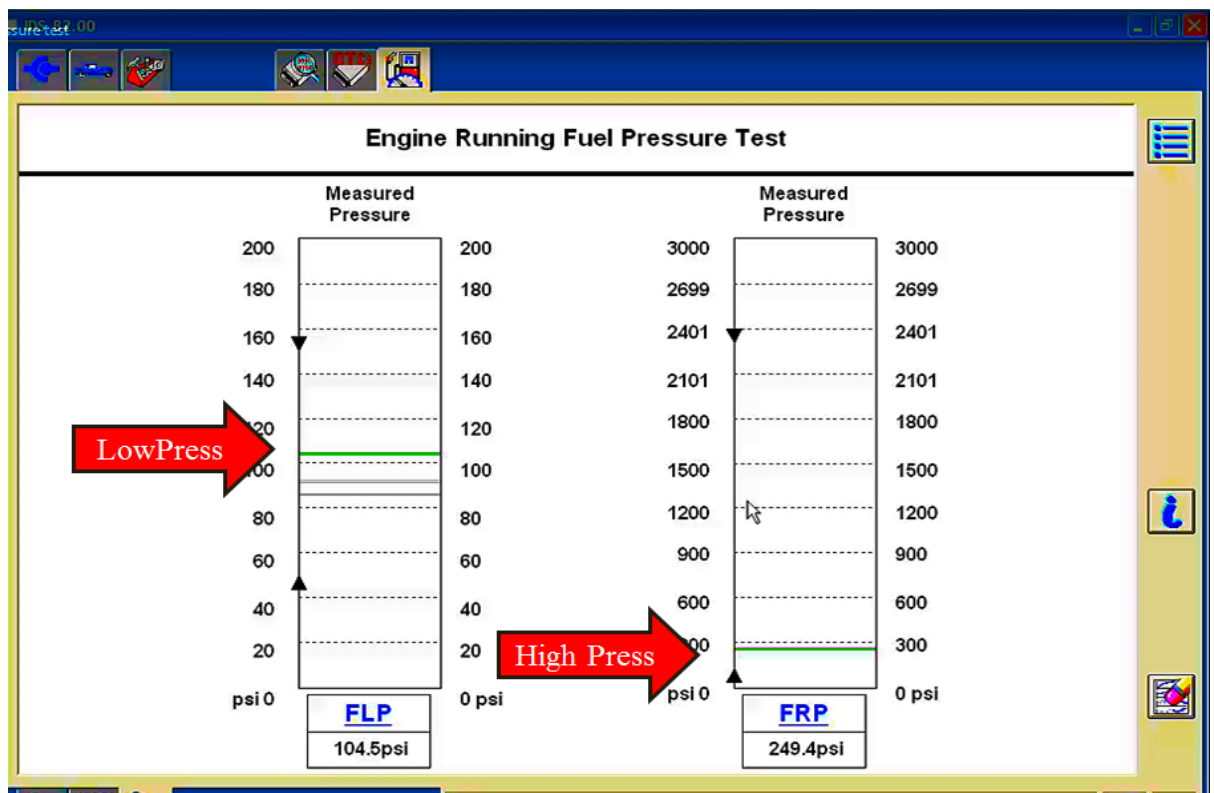 IDS-82.00
sure test
DTCs
Engine Running Fuel Pressure Test
Measured
Pressure
Measured
Pressure
200 200 3000 3000
180 180 2699 2699
160 160 2401 2401
140 140 2101 2101
120 120 1800 1800
LowPress
100 1500 1500
80 80 1200 1200
60 60 900 900
40 40 600 600
20 20 300
High Press
psi 0 0 psi psi 0 0 psi
FLP FRP
104.5psi 249.4psi